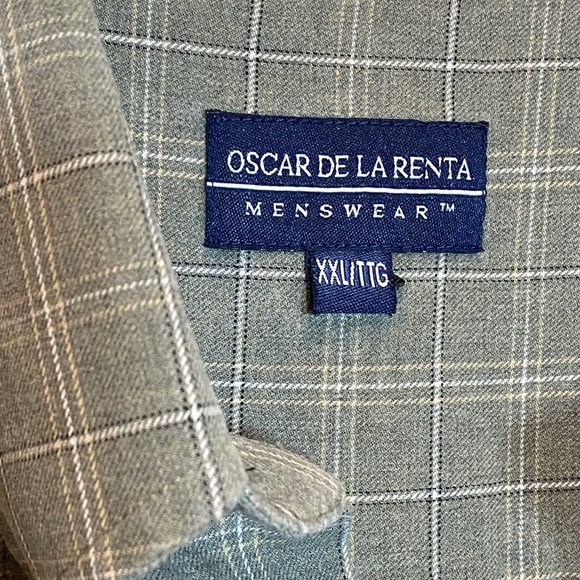 OSCAR DE LA RENTA
MENSWEAR™
XXL/TTG